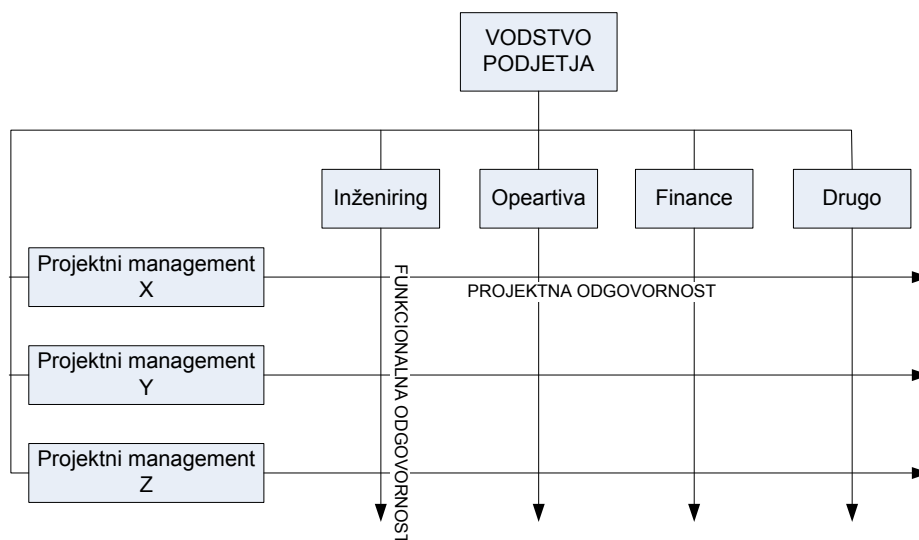 VODSTVO
PODJETJA
Inženiring
Opeartiva
Finance
Drugo
Projektni management
X
FUNKCIONALNA ODGOVORNOST
PROJEKTNA ODGOVORNOST
Projektni management
Y
Projektni management
Z